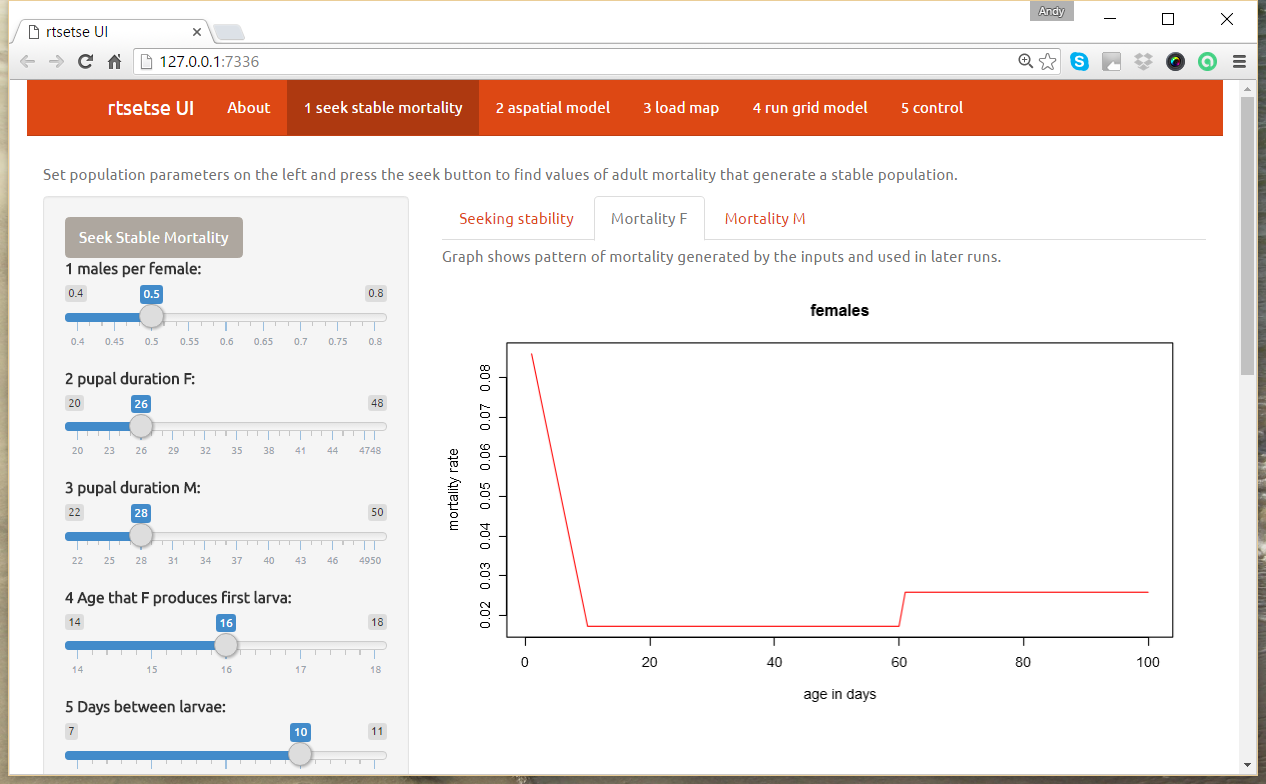 Andy
rtsetse UI
127.0.0.1:7336
rtsetse UI About 1 seek stable mortality 2 aspatial model 3 load map 4 run grid model 5 control
Set population parameters on the left and press the seek button to find values of adult mortality that generate a stable population.
Seek Stable Mortality
1 males per female:
0.4 0.5 0.8
0.4 0.45 0.5 0.55 0.6 0.65 0.7 0.75 0.8
2 pupal duration F:
20 26 48
20 23 26 29 32 35 38 41 44 4748
3 pupal duration M:
22 28 50
22 25 28 31 34 37 40 43 46 4950
4 Age that F produces first larva:
14 16 18
14 15 16 17 18
5 Days between larvae:
7 10 11
Seeking stability Mortality F Mortality M
Graph shows pattern of mortality generated by the inputs and used in later runs.
females
mortality rate
0.08
0.07
0.06
0.05
0.04
0.03
0.02
0 20 40 60 80 100
age in days